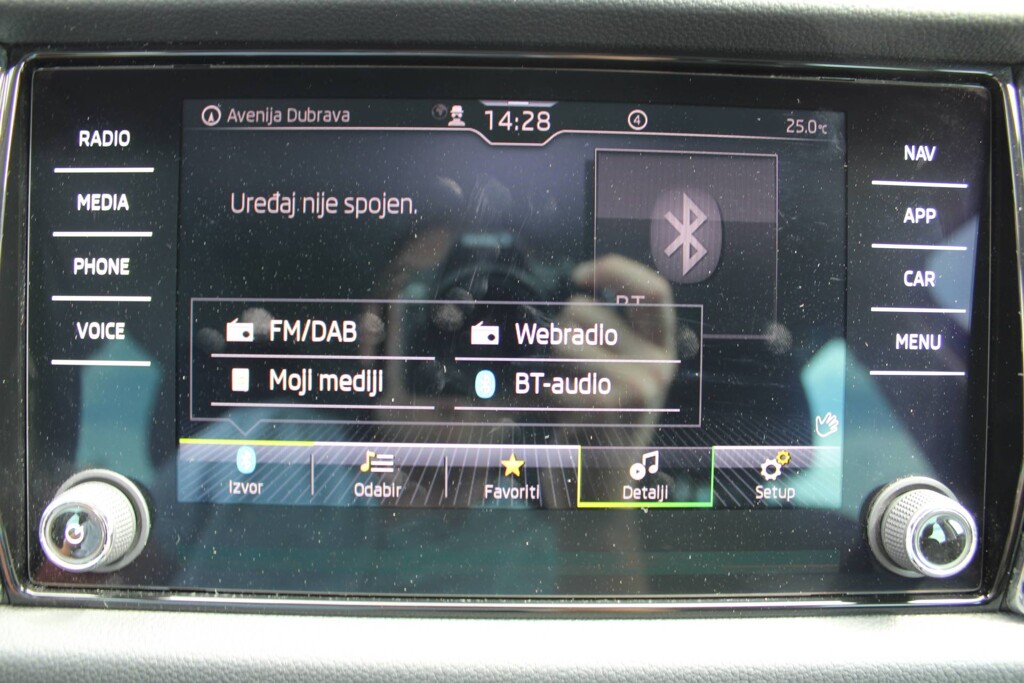 RADIO
MEDIA
PHONE
VOICE
Avenija Dubrava
14:28
4
25.0°C
Uređaj nije spojen.
BT
FM/DAB
Webradio
Moji mediji
BT-audio
Izvor
Odabir
Favoriti
Detalji
Setup
NAV
APP
CAR
MENU